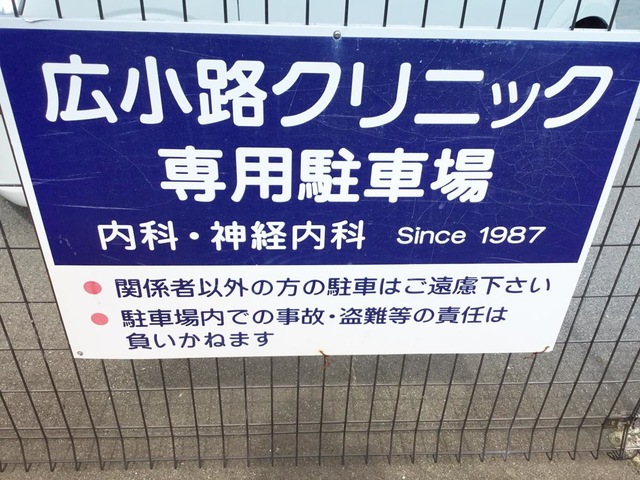 広小路クリニック
専用駐車場
内科・神経内科 Since 1987
● 関係者以外の方の駐車はご遠慮下さい
● 駐車場内での事故・盗難等の責任は
負いかねます